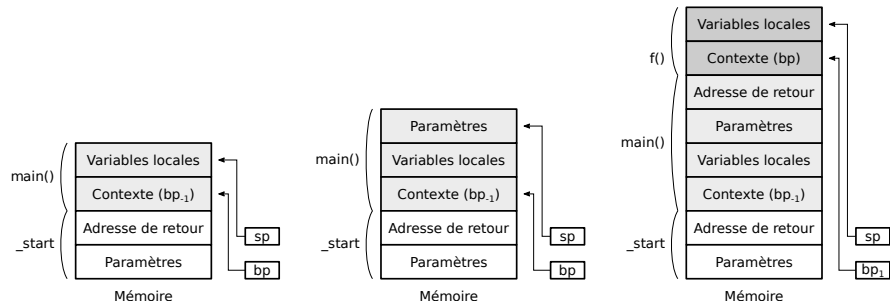 Variables locales
main()
Contexte (bp-1)
_start
Adresse de retour
sp
Paramètres
bp
Mémoire
Paramètres
main()
Variables locales
Contexte (bp-1)
_start
Adresse de retour
sp
Paramètres
bp
Mémoire
Variables locales
f()
Contexte (bp)
Adresse de retour
Paramètres
main()
Variables locales
Contexte (bp-1)
_start
Adresse de retour
sp
Paramètres
bp1
Mémoire